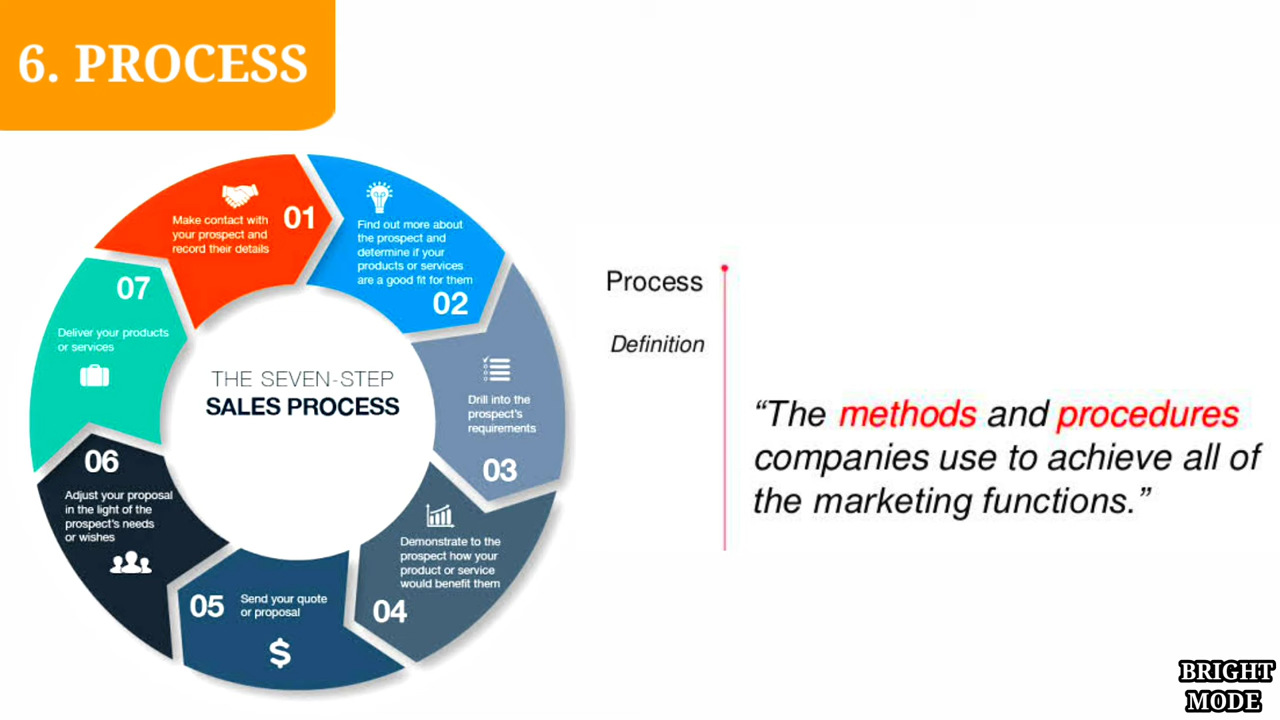 6. PROCESS
01
Make contact with
your prospect and
record their details
Find out more about
the prospect and
determine if your
products or services
are a good fit for them
02
Drill into the
prospect's
requirements
03
Demonstrate to the
prospect how your
product or service
would benefit them
04
05
Send your quote
or proposal
$
06
Adjust your proposal
in the light of the
prospect's needs
or wishes
07
Deliver your products
or services
THE SEVEN-STEP
SALES PROCESS
Process
Definition
“The methods and procedures
companies use to achieve all of
the marketing functions.”
BRIGHT
MODE